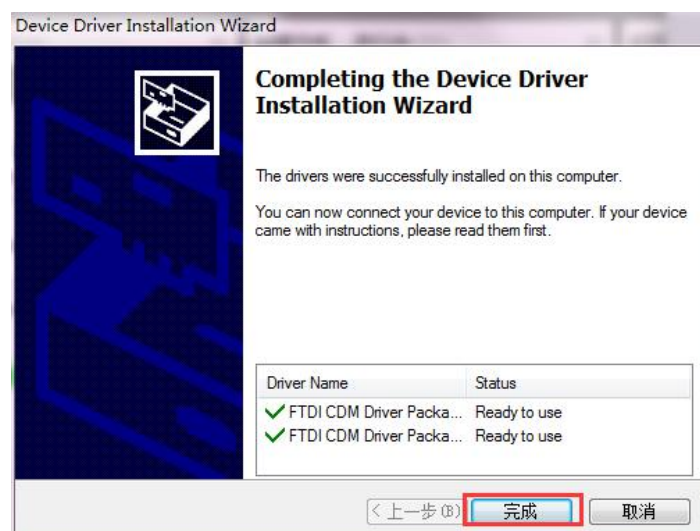 Device Driver Installation Wizard
Completing the Device Driver
Installation Wizard
The drivers were successfully installed on this computer.
You can now connect your device to this computer. If your device
came with instructions, please read them first.
Driver Name Status
FTDI CDM Driver Packa... Ready to use
FTDI CDM Driver Packa... Ready to use
<上一步(B) 完成 取消